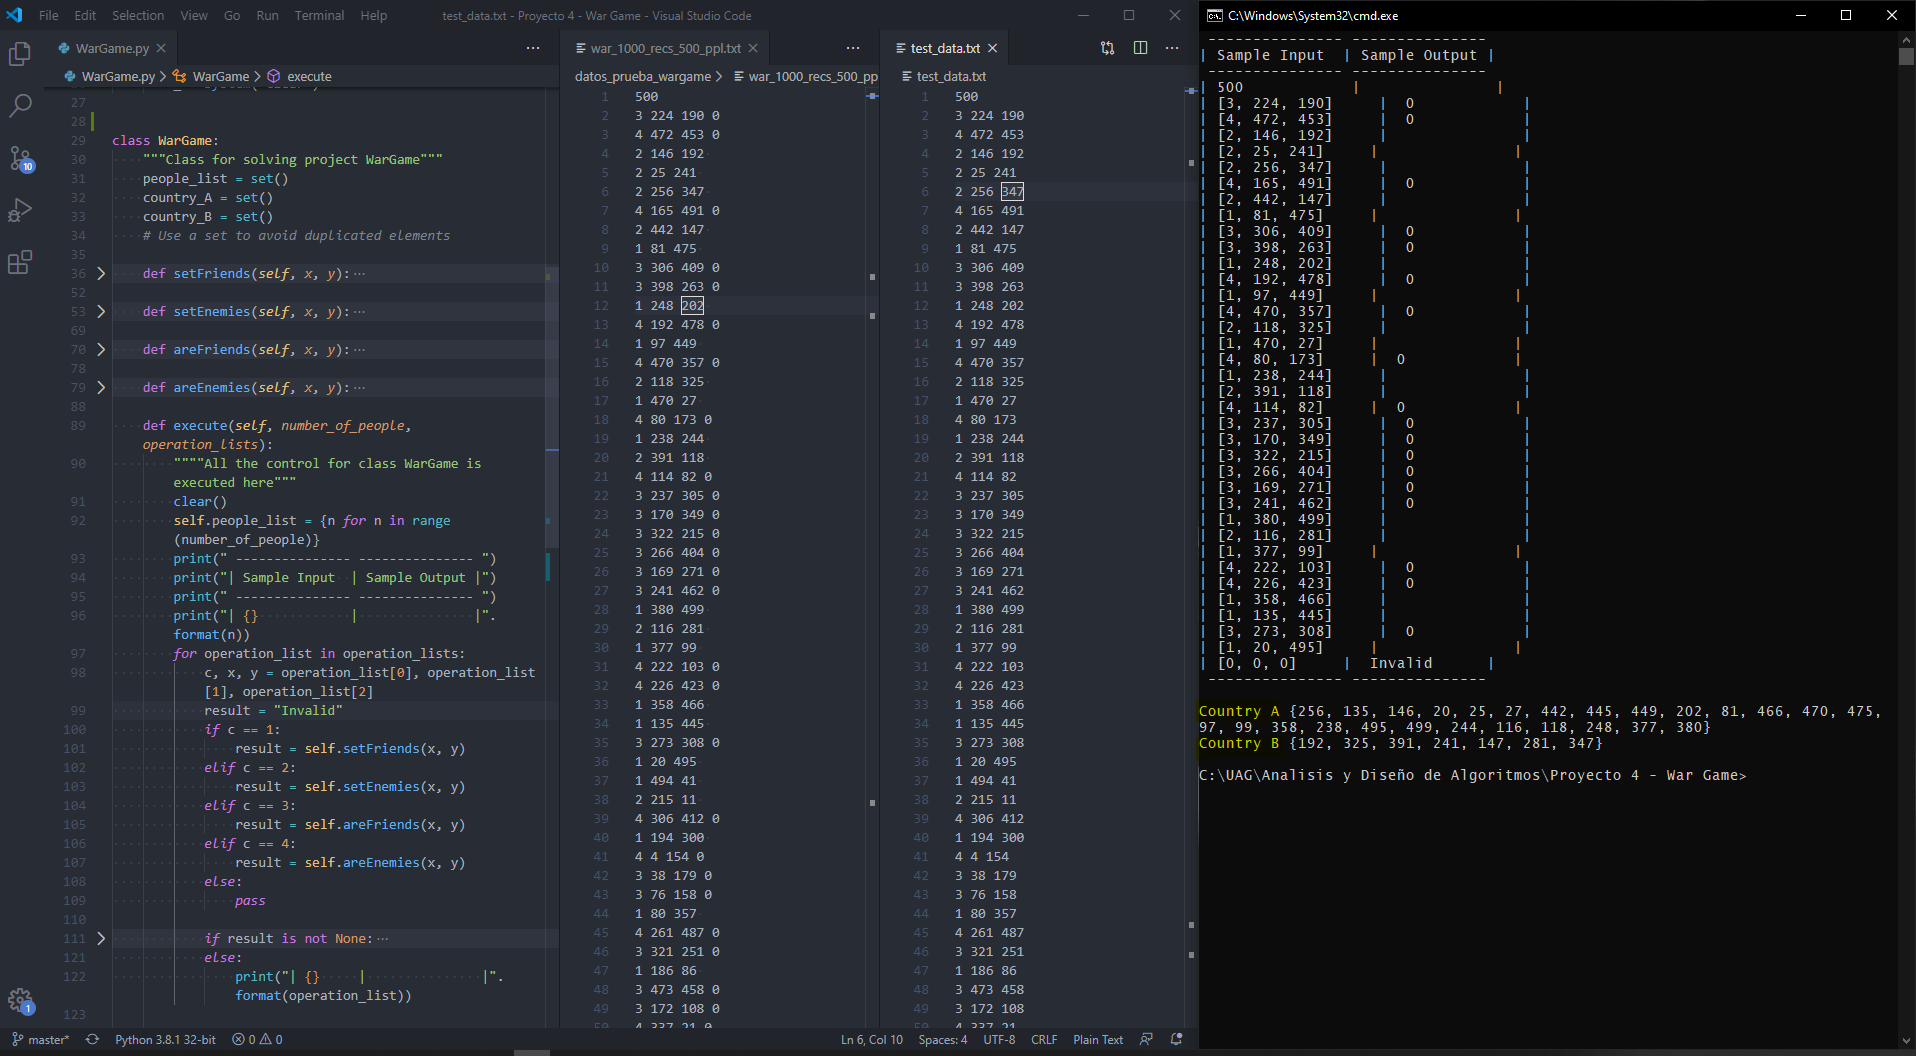 File Edit Selection View Go Run Terminal Help
test_data.txt - Proyecto 4 - War Game - Visual Studio Code
WarGame.py
WarGame.py > WarGame > execute
27
28
29 class WarGame:
30 """Class for solving project WarGame"""
31 people_list = set()
32 country_A = set()
33 country_B = set()
34 # Use a set to avoid duplicated elements
35
36 def setFriends(self, x, y): ···
52
53 def setEnemies(self, x, y): ···
69
70 def areFriends(self, x, y): ···
78
79 def areEnemies(self, x, y): ···
88
89 def execute(self, number_of_people,
operation_lists):
90 """"All the control for class WarGame is
executed here"""
91 clear()
92 self.people_list = {n for n in range
(number_of_people)}
93 print(" --------------- --------------- ")
94 print("| Sample Input  | Sample Output |")
95 print(" --------------- --------------- ")
96 print("| {}            |               |".
format(n))
97 for operation_list in operation_lists:
98 c, x, y = operation_list[0], operation_list
[1], operation_list[2]
99 result = "Invalid"
100 if c == 1:
101 result = self.setFriends(x, y)
102 elif c == 2:
103 result = self.setEnemies(x, y)
104 elif c == 3:
105 result = self.areFriends(x, y)
106 elif c == 4:
107 result = self.areEnemies(x, y)
108 else:
109 pass
110
111 if result is not None: ···
121 else:
122 print("| {}     |               |".
format(operation_list))
123
war_1000_recs_500_ppl.txt
datos_prueba_wargame > war_1000_recs_500_pp
1 500
2 3 224 190 0
3 4 472 453 0
4 2 146 192
5 2 25 241
6 2 256 347
7 4 165 491 0
8 2 442 147
9 1 81 475
10 3 306 409 0
11 3 398 263 0
12 1 248 202
13 4 192 478 0
14 1 97 449
15 4 470 357 0
16 2 118 325
17 1 470 27
18 4 80 173 0
19 1 238 244
20 2 391 118
21 4 114 82 0
22 3 237 305 0
23 3 170 349 0
24 3 322 215 0
25 3 266 404 0
26 3 169 271 0
27 3 241 462 0
28 1 380 499
29 2 116 281
30 1 377 99
31 4 222 103 0
32 4 226 423 0
33 1 358 466
34 1 135 445
35 3 273 308 0
36 1 20 495
37 1 494 41
38 2 215 11
39 4 306 412 0
40 1 194 300
41 4 4 154 0
42 3 38 179 0
43 3 76 158 0
44 1 80 357
45 4 261 487 0
46 3 321 251 0
47 1 186 86
48 3 473 458 0
49 3 172 108 0
50 4 337 21 0
test_data.txt
test_data.txt
1 500
2 3 224 190
3 4 472 453
4 2 146 192
5 2 25 241
6 2 256 347
7 4 165 491
8 2 442 147
9 1 81 475
10 3 306 409
11 3 398 263
12 1 248 202
13 4 192 478
14 1 97 449
15 4 470 357
16 2 118 325
17 1 470 27
18 4 80 173
19 1 238 244
20 2 391 118
21 4 114 82
22 3 237 305
23 3 170 349
24 3 322 215
25 3 266 404
26 3 169 271
27 3 241 462
28 1 380 499
29 2 116 281
30 1 377 99
31 4 222 103
32 4 226 423
33 1 358 466
34 1 135 445
35 3 273 308
36 1 20 495
37 1 494 41
38 2 215 11
39 4 306 412
40 1 194 300
41 4 4 154
42 3 38 179
43 3 76 158
44 1 80 357
45 4 261 487
46 3 321 251
47 1 186 86
48 3 473 458
49 3 172 108
50 4 337 21
10
1
master* Python 3.8.1 32-bit 0 0 Ln 6, Col 10 Spaces: 4 UTF-8 CRLF Plain Text
C:\Windows\System32\cmd.exe
--------------- ---------------
| Sample Input | Sample Output |
--------------- ---------------
| 500 | |
| [3, 224, 190] | 0 |
| [4, 472, 453] | 0 |
| [2, 146, 192] | |
| [2, 25, 241] | |
| [2, 256, 347] | |
| [4, 165, 491] | 0 |
| [2, 442, 147] | |
| [1, 81, 475] | |
| [3, 306, 409] | 0 |
| [3, 398, 263] | 0 |
| [1, 248, 202] | |
| [4, 192, 478] | 0 |
| [1, 97, 449] | |
| [4, 470, 357] | 0 |
| [2, 118, 325] | |
| [1, 470, 27] | |
| [4, 80, 173] | 0 |
| [1, 238, 244] | |
| [2, 391, 118] | |
| [4, 114, 82] | 0 |
| [3, 237, 305] | 0 |
| [3, 170, 349] | 0 |
| [3, 322, 215] | 0 |
| [3, 266, 404] | 0 |
| [3, 169, 271] | 0 |
| [3, 241, 462] | 0 |
| [1, 380, 499] | |
| [2, 116, 281] | |
| [1, 377, 99] | |
| [4, 222, 103] | 0 |
| [4, 226, 423] | 0 |
| [1, 358, 466] | |
| [1, 135, 445] | |
| [3, 273, 308] | 0 |
| [1, 20, 495] | |
| [0, 0, 0] | Invalid |
--------------- ---------------
Country A {256, 135, 146, 20, 25, 27, 442, 445, 449, 202, 81, 466, 470, 475,
97, 99, 358, 238, 495, 499, 244, 116, 118, 248, 377, 380}
Country B {192, 325, 391, 241, 147, 281, 347}
C:\UAG\Analisis y Diseño de Algoritmos\Proyecto 4 - War Game>